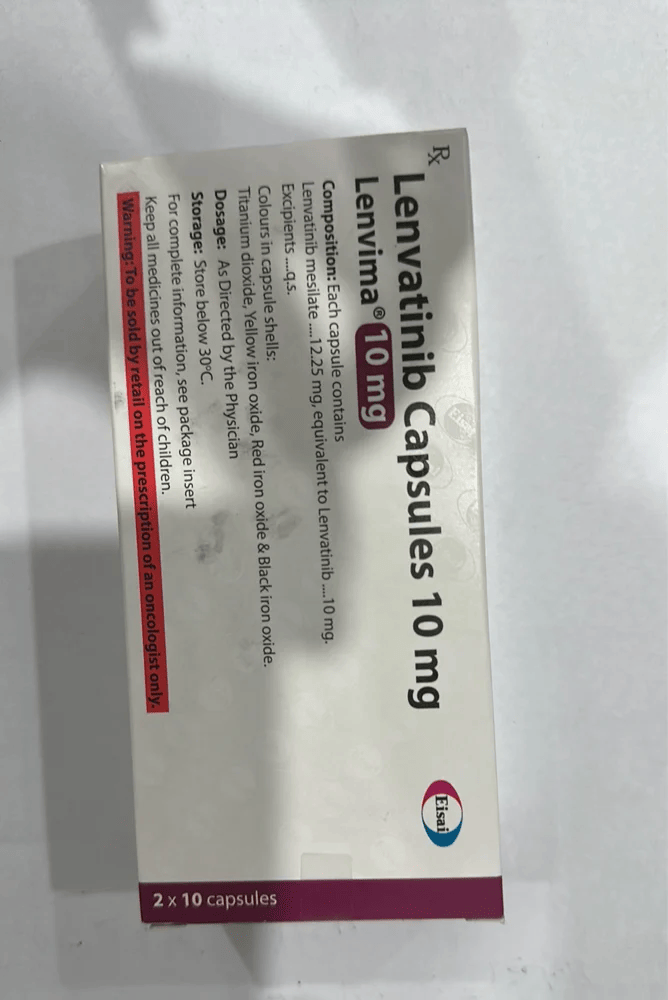 Rx
Lenvatinib Capsules 10 mg
Lenvima® 10 mg
Eisai
Composition: Each capsule contains
Lenvatinib mesilate ....12.25 mg, equivalent to Lenvatinib ....10 mg.
Excipients ....q.s.
Colours in capsule shells:
Titanium dioxide, Yellow iron oxide, Red iron oxide & Black iron oxide.
Dosage: As Directed by the Physician
Storage: Store below 30°C.
For complete information, see package insert
Keep all medicines out of reach of children.
Warning: To be sold by retail on the prescription of an oncologist only.
2 x 10 capsules